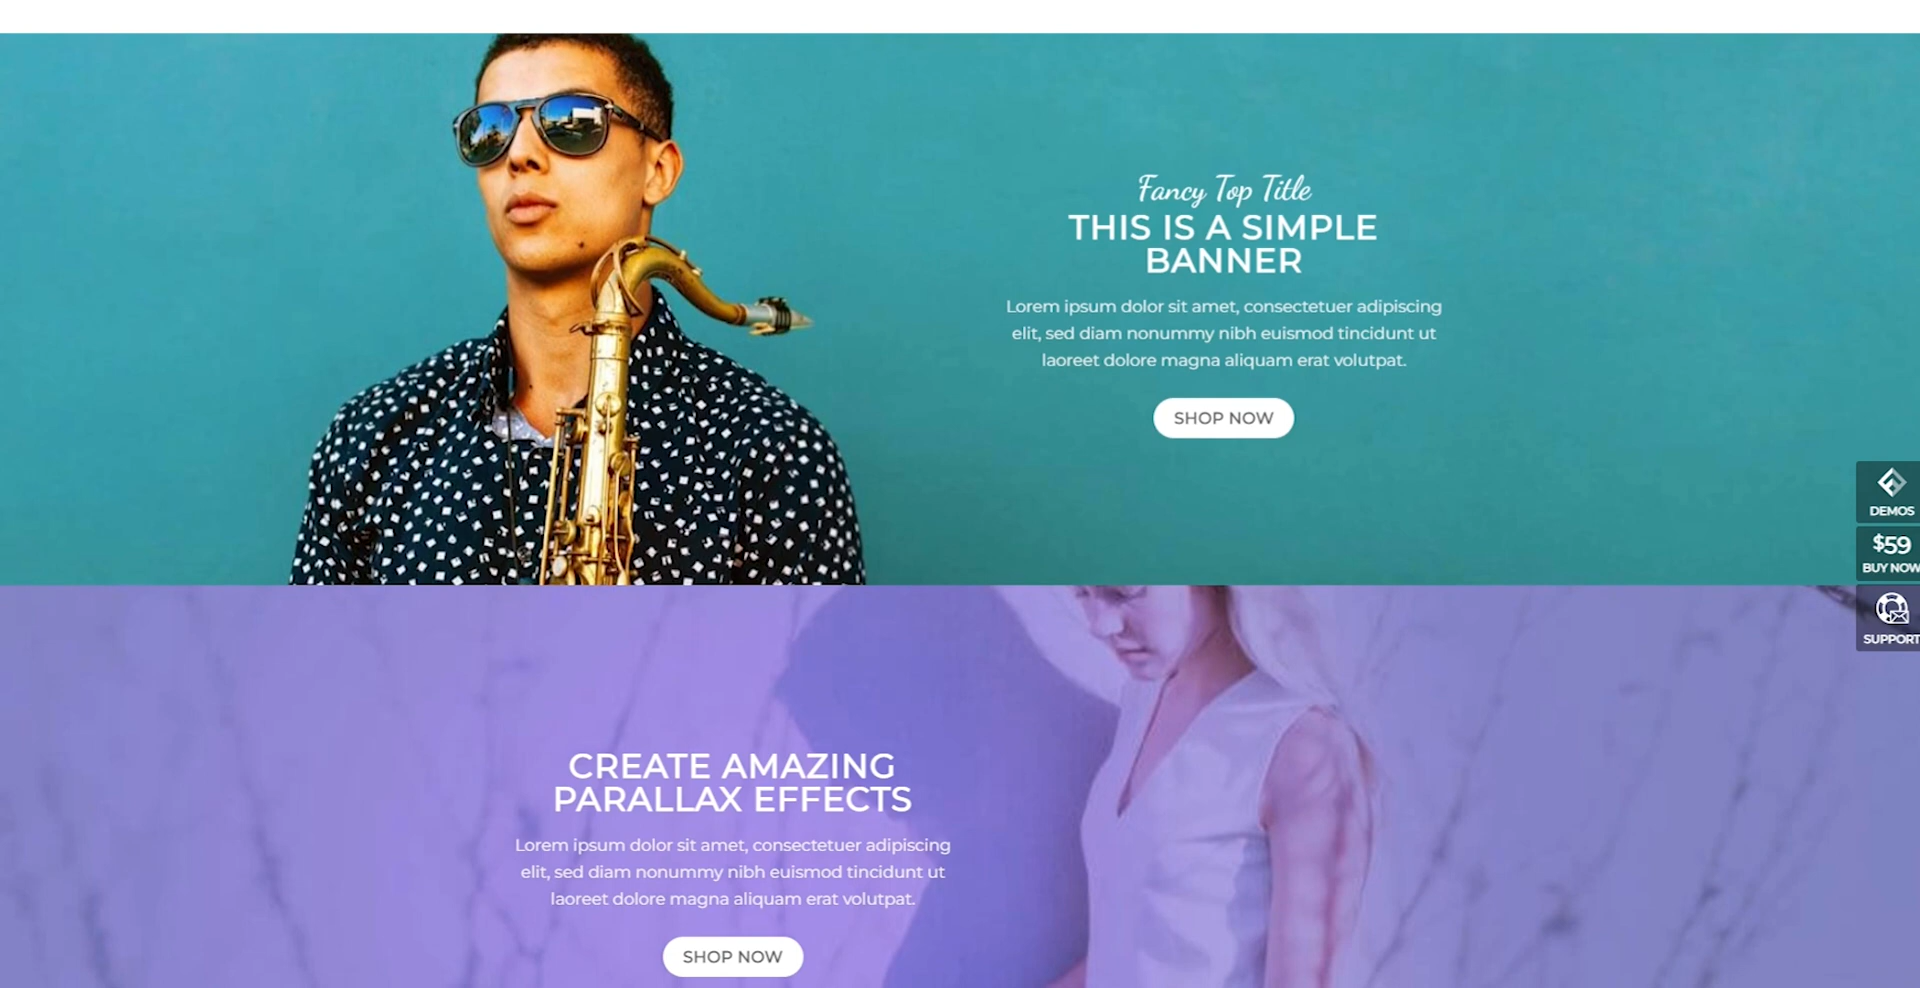 Fancy Top Title
THIS IS A SIMPLE
BANNER
Lorem ipsum dolor sit amet, consectetuer adipiscing
elit, sed diam nonummy nibh euismod tincidunt ut
laoreet dolore magna aliquam erat volutpat.
SHOP NOW
DEMOS
$59
BUY NOW
SUPPORT
CREATE AMAZING
PARALLAX EFFECTS
Lorem ipsum dolor sit amet, consectetuer adipiscing
elit, sed diam nonummy nibh euismod tincidunt ut
laoreet dolore magna aliquam erat volutpat.
SHOP NOW